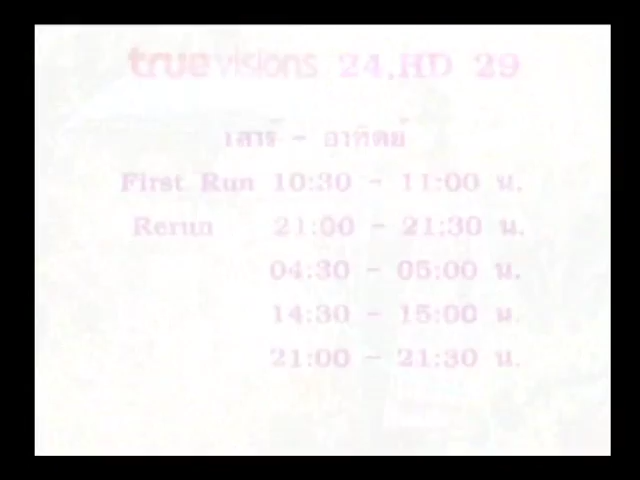 truevisions 24,HD 29
เสาร์ - อาทิตย์
First Run 10:30 - 11:00 น.
Rerun 21:00 - 21:30 น.
04:30 - 05:00 น.
14:30 - 15:00 น.
21:00 - 21:30 น.